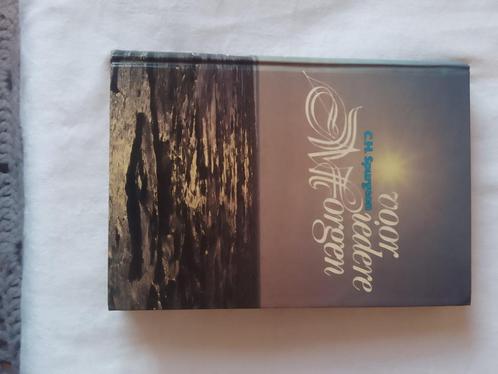 C.H. Spurgeon
voor
iedere
Morgen